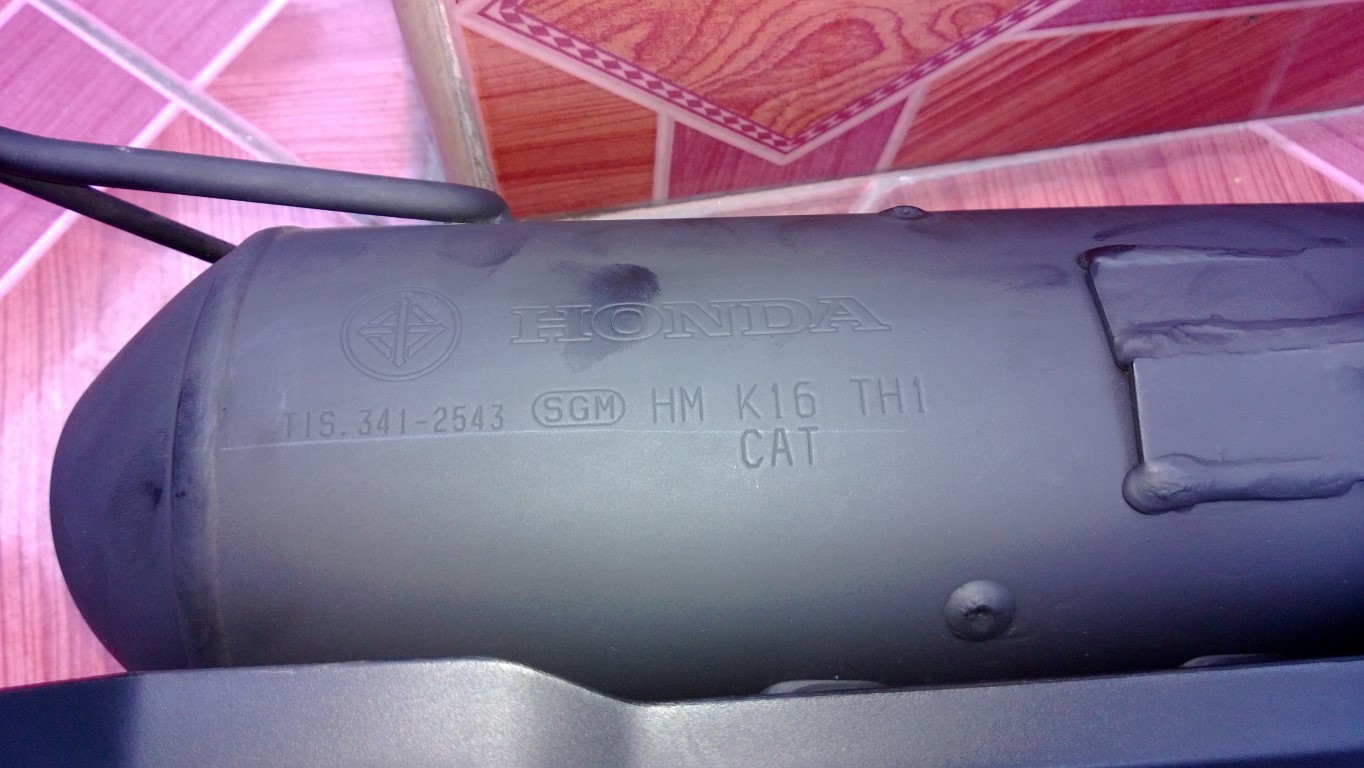 HONDA
TIS. 341-2543 SGM HM K16 TH1
CAT